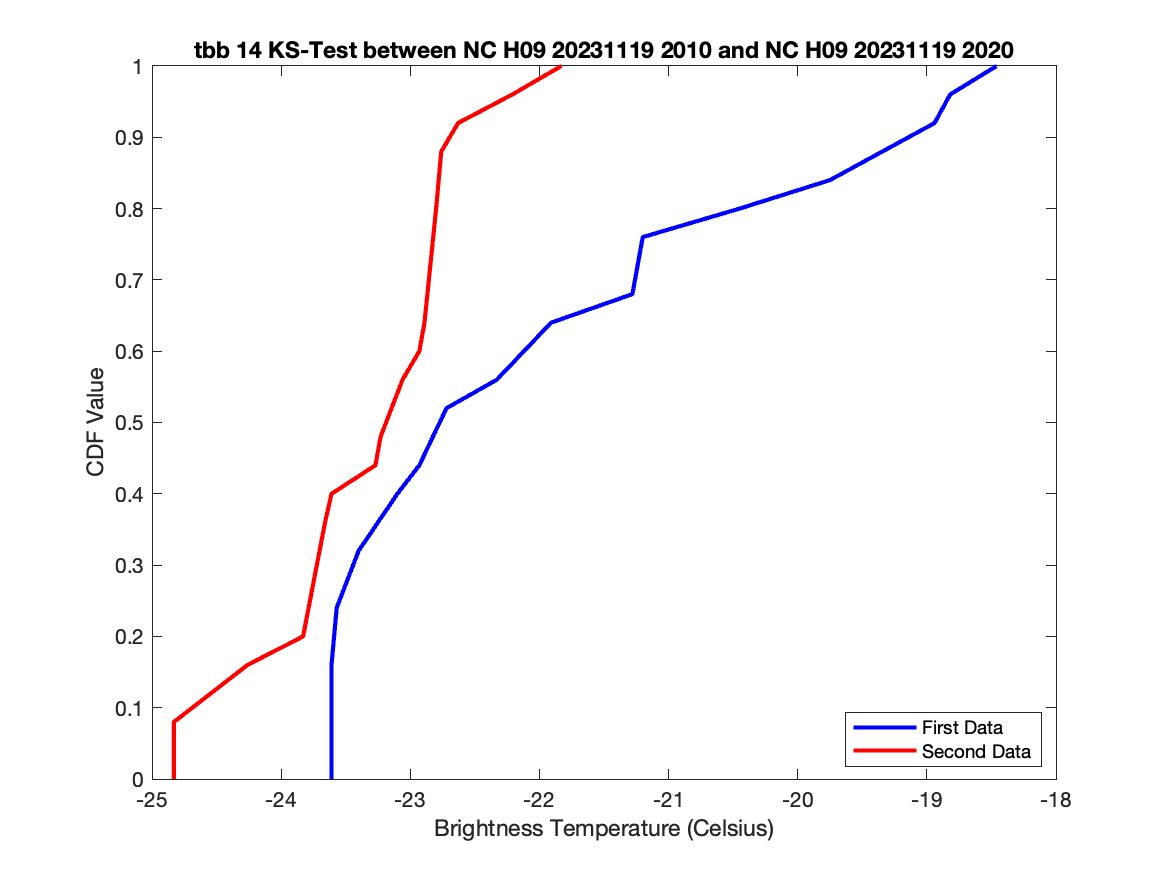 tbb 14 KS-Test between NC H09 20231119 2010 and NC H09 20231119 2020
1
0.9
0.8
0.7
0.6
0.5
0.4
0.3
0.2
0.1
0
CDF Value
-25 -24 -23 -22 -21 -20 -19 -18
Brightness Temperature (Celsius)
First Data
Second Data